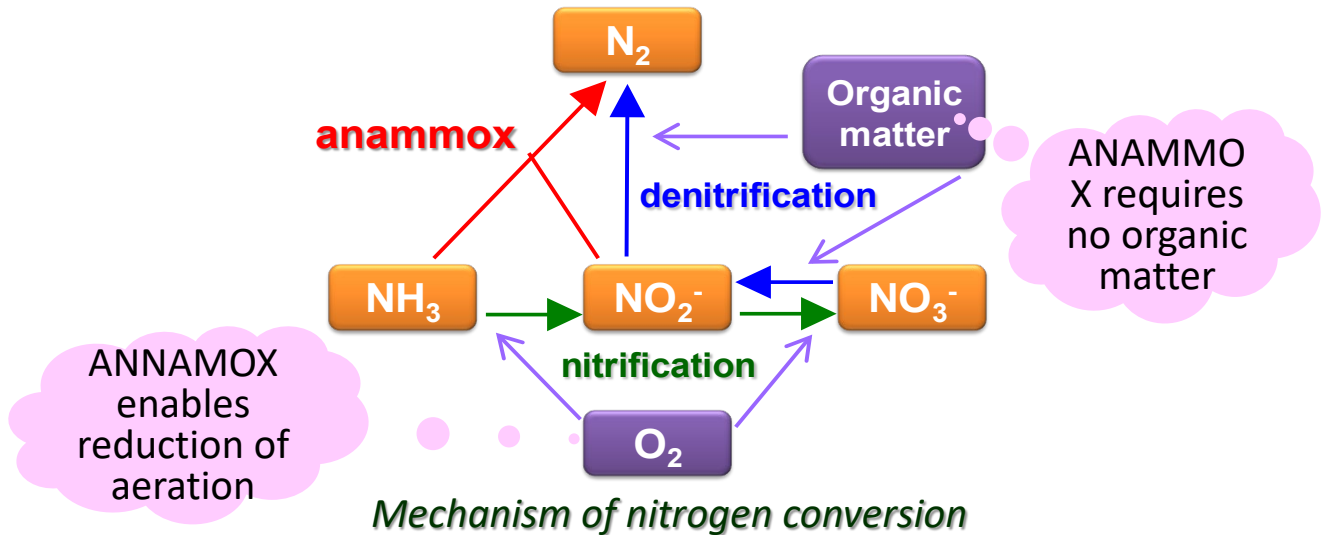 N₂
Organic
matter
anammox
ANAMMO
X requires
no organic
matter
denitrification
NH₃
NO₂⁻
NO₃⁻
ANNAMOX
enables
reduction of
aeration
nitrification
O₂
Mechanism of nitrogen conversion